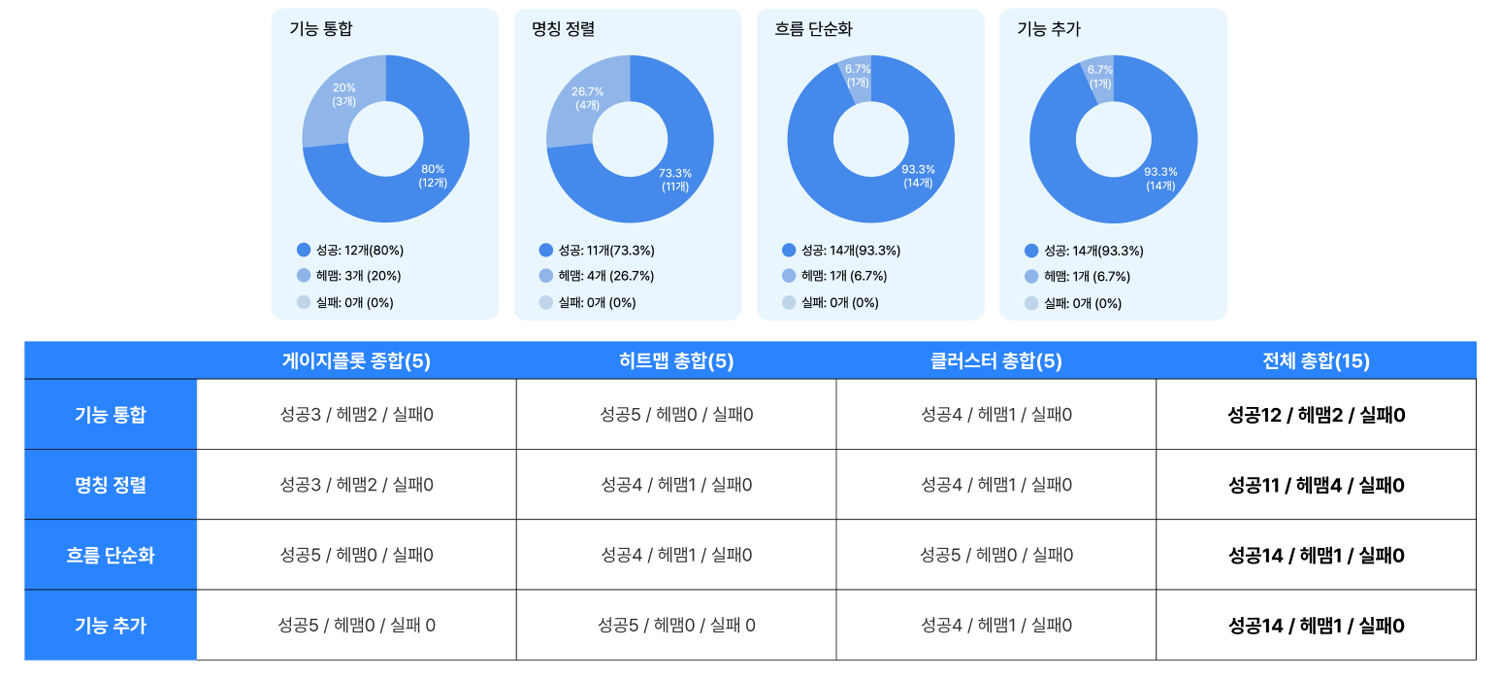 기능 통합
20%
(3개)
80%
(12개)
성공: 12개(80%)
헤맴: 3개 (20%)
실패: 0개 (0%)
명칭 정렬
26.7%
(4개)
73.3%
(11개)
성공: 11개(73.3%)
헤맴: 4개 (26.7%)
실패: 0개 (0%)
흐름 단순화
6.7%
(1개)
93.3%
(14개)
성공: 14개(93.3%)
헤맴: 1개 (6.7%)
실패: 0개 (0%)
기능 추가
6.7%
(1개)
93.3%
(14개)
성공: 14개(93.3%)
헤맴: 1개 (6.7%)
실패: 0개 (0%)
게이지플롯 종합(5) 히트맵 총합(5) 클러스터 총합(5) 전체 총합(15)
기능 통합 성공3 / 헤맴2 / 실패0 성공5 / 헤맴0 / 실패0 성공4 / 헤맴1 / 실패0 성공12 / 헤맴2 / 실패0
명칭 정렬 성공3 / 헤맴2 / 실패0 성공4 / 헤맴1 / 실패0 성공4 / 헤맴1 / 실패0 성공11 / 헤맴4 / 실패0
흐름 단순화 성공5 / 헤맴0 / 실패0 성공4 / 헤맴1 / 실패0 성공5 / 헤맴0 / 실패0 성공14 / 헤맴1 / 실패0
기능 추가 성공5 / 헤맴0 / 실패 0 성공5 / 헤맴0 / 실패 0 성공4 / 헤맴1 / 실패0 성공14 / 헤맴1 / 실패0